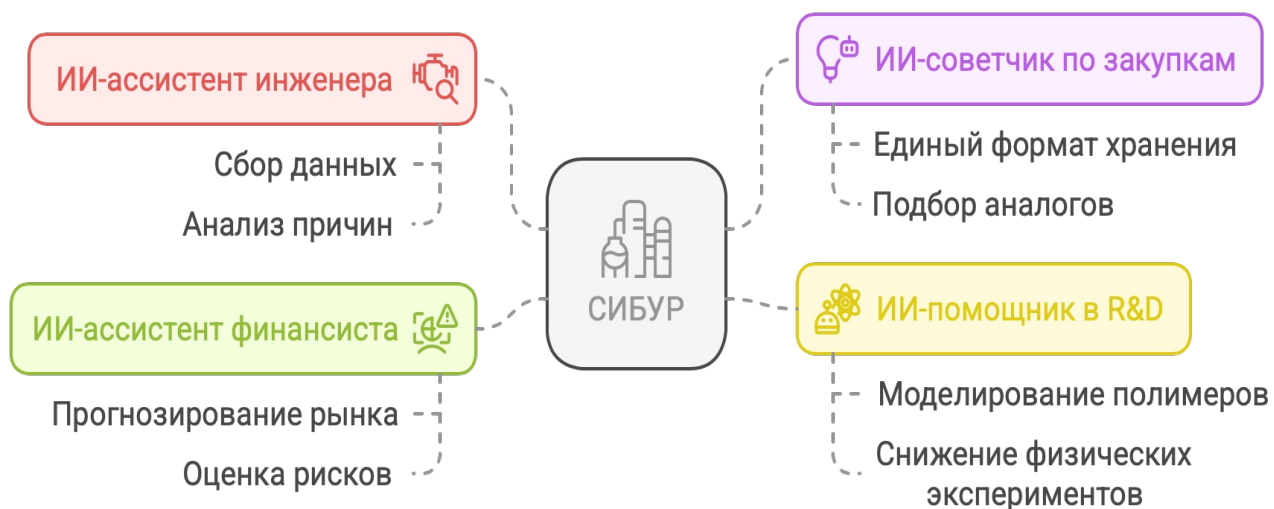 ИИ-ассистент инженера
Сбор данных
Анализ причин
ИИ-ассистент финансиста
Прогнозирование рынка
Оценка рисков
СИБУР
ИИ-советчик по закупкам
Единый формат хранения
Подбор аналогов
ИИ-помощник в R&D
Моделирование полимеров
Снижение физических
экспериментов